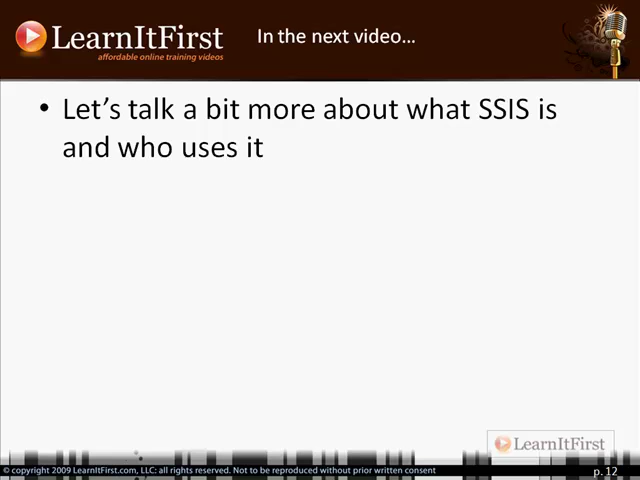 LearnItFirst
affordable online training videos
In the next video...
• Let's talk a bit more about what SSIS is
and who uses it
LearnItFirst
© copyright 2009 LearnItFirst.com, LLC: all rights reserved. Not to be reproduced without prior written consent
p. 12